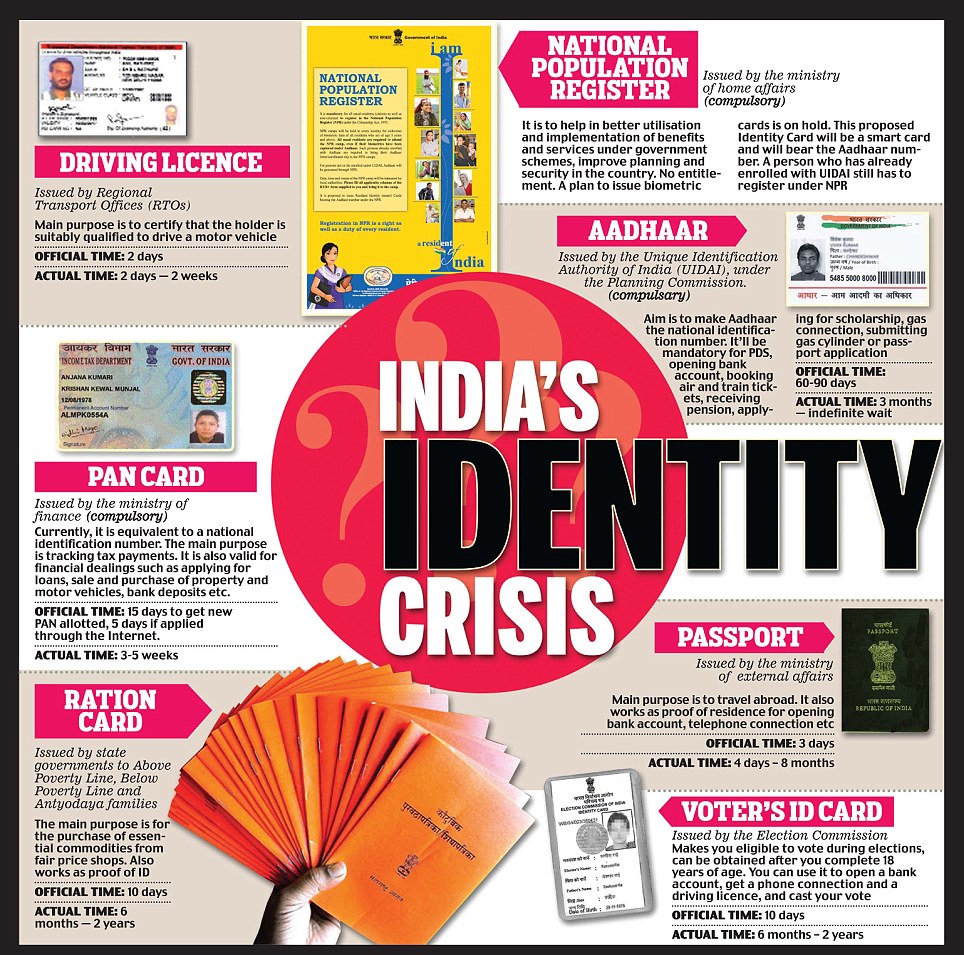 INCOME TAX DEPARTMENT
GOVT. OF INDIA
आयकर विभाग
भारत सरकार
ANJANA KUMARI
KRISHAN KEWAL MUNJAL
12/08/1978
Permanent Account Number
ALMPK0554A
Signature
DRIVING LICENCE
Issued by Regional
Transport Offices (RTOs)
Main purpose is to certify that the holder is
suitably qualified to drive a motor vehicle
OFFICIAL TIME: 2 days
ACTUAL TIME: 2 days — 2 weeks
भारत सरकार
Government of India
i am
NATIONAL
POPULATION
REGISTER
Registration in NPR is a right as
well as a duty of every resident.
a resident
of
India
NATIONAL
POPULATION
REGISTER
Issued by the ministry
of home affairs
(compulsory)
It is to help in better utilisation
and implementation of benefits
and services under government
schemes, improve planning and
security in the country. No entitle-
ment. A plan to issue biometric
cards is on hold. This proposed
Identity Card will be a smart card
and will bear the Aadhaar num-
ber. A person who has already
enrolled with UIDAI still has to
register under NPR
AADHAAR
Issued by the Unique Identification
Authority of India (UIDAI), under
the Planning Commission.
(compulsary)
Aim is to make Aadhaar
the national identifica-
tion number. It'll be
mandatory for PDS,
opening bank
account, booking
air and train tick-
ets, receiving
pension, apply-
भारत सरकार
GOVERNMENT OF INDIA
5485 5000 8000
आधार - आम आदमी का अधिकार
ing for scholarship, gas
connection, submitting
gas cylinder or pass-
port application
OFFICIAL TIME:
60-90 days
ACTUAL TIME: 3 months
— indefinite wait
INDIA'S
IDENTITY
CRISIS
PAN CARD
Issued by the ministry of
finance (compulsory)
Currently, it is equivalent to a national
identification number. The main purpose
is tracking tax payments. It is also valid for
financial dealings such as applying for
loans, sale and purchase of property and
motor vehicles, bank deposits etc.
OFFICIAL TIME: 15 days to get new
PAN allotted, 5 days if applied
through the Internet.
ACTUAL TIME: 3-5 weeks
PASSPORT
Issued by the ministry
of external affairs
Main purpose is to travel abroad. It also
works as proof of residence for opening
bank account, telephone connection etc
OFFICIAL TIME: 3 days
ACTUAL TIME: 4 days – 8 months
PASSPORT
REPUBLIC OF INDIA
RATION
CARD
Issued by state
governments to Above
Poverty Line, Below
Poverty Line and
Antyodaya families
The main purpose is for
the purchase of essen-
tial commodities from
fair price shops. Also
works as proof of ID
OFFICIAL TIME: 10 days
ACTUAL TIME: 6
months — 2 years
ELECTION COMMISSION OF INDIA
IDENTITY CARD
VOTER'S ID CARD
Issued by the Election Commission
Makes you eligible to vote during elections,
can be obtained after you complete 18
years of age. You can use it to open a bank
account, get a phone connection and a
driving licence, and cast your vote
OFFICIAL TIME: 10 days
ACTUAL TIME: 6 months – 2 years